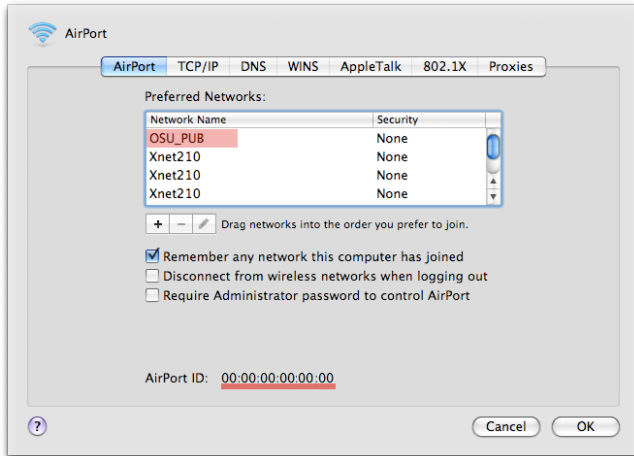 AirPort
AirPort TCP/IP DNS WINS AppleTalk 802.1X Proxies
Preferred Networks:
Network Name Security
OSU_PUB None
Xnet210 None
Xnet210 None
Xnet210 None
+ − Drag networks into the order you prefer to join.
Remember any network this computer has joined
Disconnect from wireless networks when logging out
Require Administrator password to control AirPort
AirPort ID: 00:00:00:00:00:00
? Cancel OK